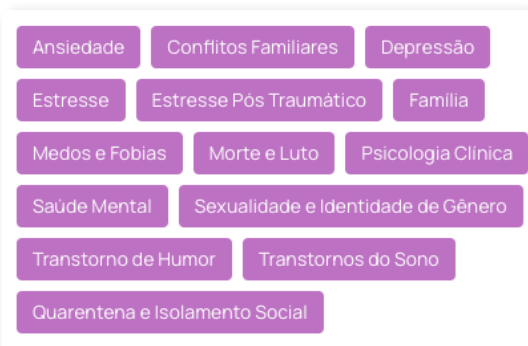 Ansiedade Conflitos Familiares Depressão
Estresse Estresse Pós Traumático Família
Medos e Fobias Morte e Luto Psicologia Clínica
Saúde Mental Sexualidade e Identidade de Gênero
Transtorno de Humor Transtornos do Sono
Quarentena e Isolamento Social